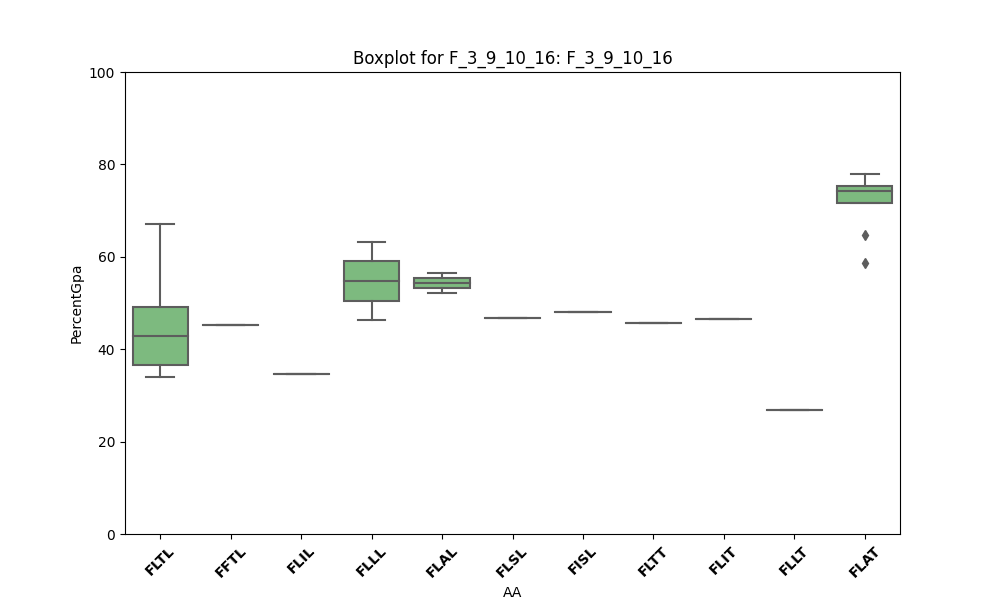 Boxplot for F_3_9_10_16: F_3_9_10_16
100
80
60
40
20
0
PercentGpa
FLTL
FFTL
FLIL
FLLL
FLAL
FLSL
FISL
FLTT
FLIT
FLLT
FLAT
AA